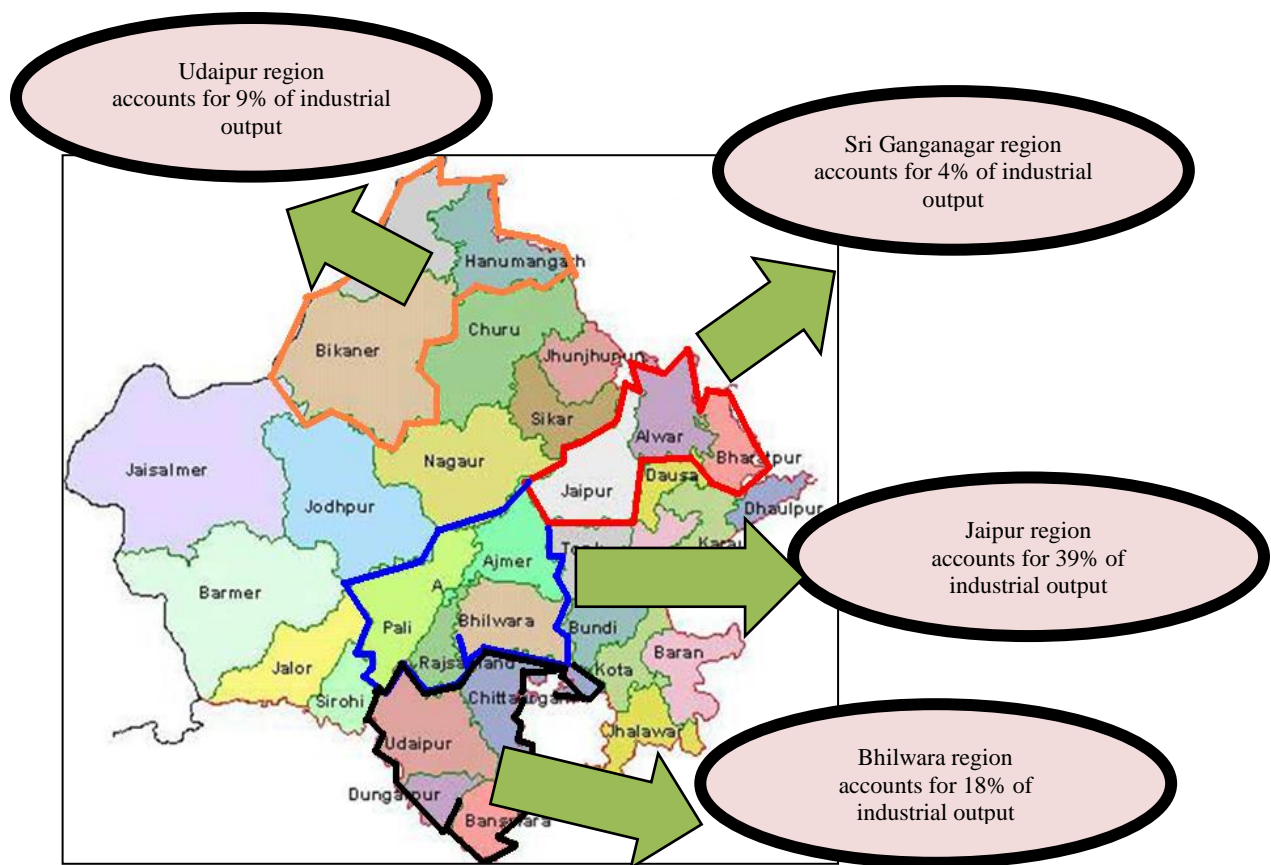 Udaipur region
accounts for 9% of industrial
output
Sri Ganganagar region
accounts for 4% of industrial
output
Hanumangarh
Churu
Bikaner
Jhunjhunun
Sikar
Alwar
Bharatpur
Jaisalmer
Nagaur
Dausa
Jaipur
Dhaulpur
Jodhpur
Jaipur region
accounts for 39% of
industrial output
Ajmer
A
Barmer
Pali
Bhilwara
Bundi
Baran
Jalor
Rajsamand
Kota
Sirohi
Chittaurgarh
Udaipur
Jhalawar
Bhilwara region
accounts for 18% of
industrial output
Dungarpur
Banswara